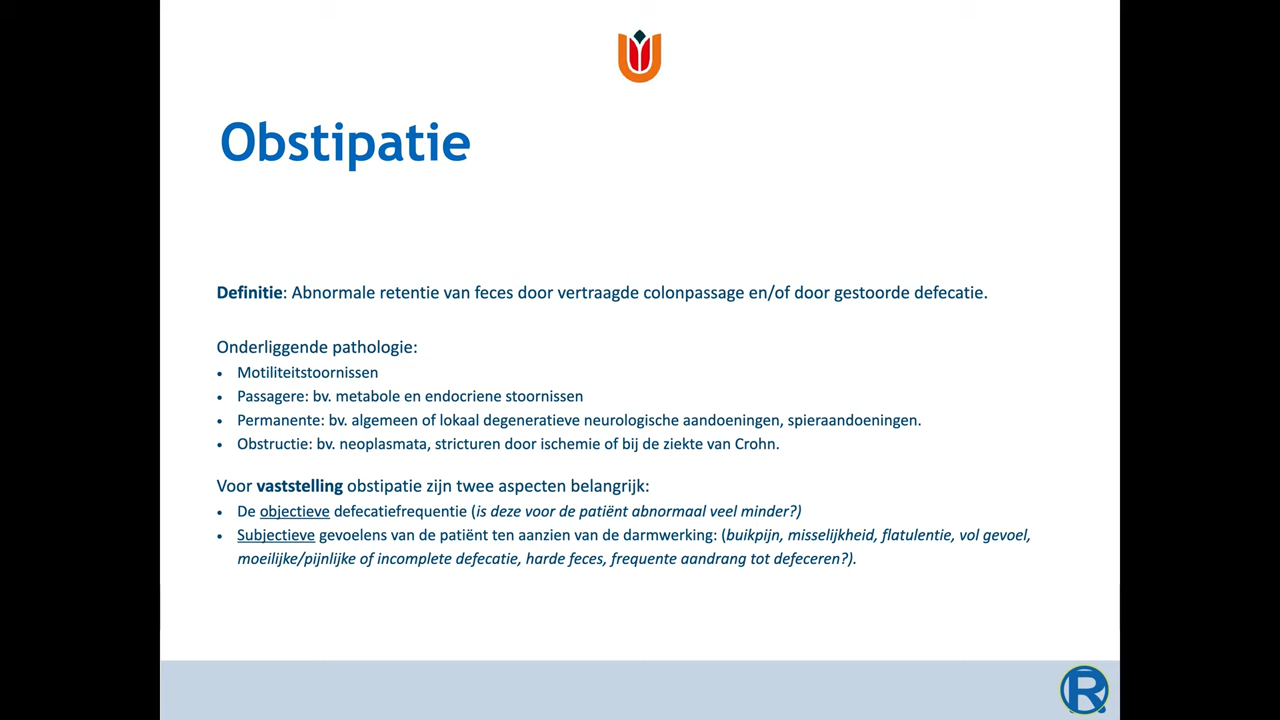 Obstipatie
Definitie: Abnormale retentie van feces door vertraagde colonpassage en/of door gestoorde defecatie.
Onderliggende pathologie:
• Motiliteitstoornissen
• Passagere: bv. metabole en endocriene stoornissen
• Permanente: bv. algemeen of lokaal degeneratieve neurologische aandoeningen, spieraandoeningen.
• Obstructie: bv. neoplasmata, stricturen door ischemie of bij de ziekte van Crohn.
Voor vaststelling obstipatie zijn twee aspecten belangrijk:
• De objectieve defecatiefrequentie (is deze voor de patiënt abnormaal veel minder?)
• Subjectieve gevoelens van de patiënt ten aanzien van de darmwerking: (buikpijn, misselijkheid, flatulentie, vol gevoel,
moeilijke/pijnlijke of incomplete defecatie, harde feces, frequente aandrang tot defeceren?).
R